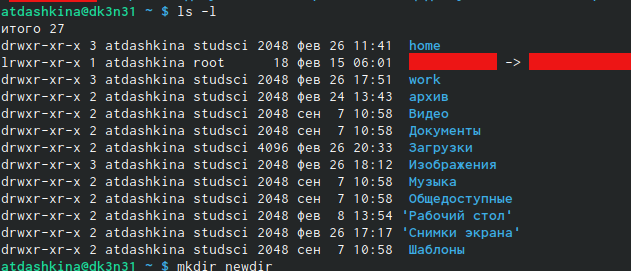 atdashkina@dk3n31 ~ $ ls -l
итого 27
drwxr-xr-x 3 atdashkina studsci 2048 фев 26 11:41 home
lrwxr-xr-x 1 atdashkina root 18 фев 15 06:01 ->
drwxr-xr-x 3 atdashkina studsci 2048 фев 26 17:51 work
drwxr-xr-x 2 atdashkina studsci 2048 фев 24 13:43 архив
drwxr-xr-x 2 atdashkina studsci 2048 сен 7 10:58 Видео
drwxr-xr-x 2 atdashkina studsci 2048 сен 7 10:58 Документы
drwxr-xr-x 2 atdashkina studsci 4096 фев 26 20:33 Загрузки
drwxr-xr-x 3 atdashkina studsci 2048 фев 26 18:12 Изображения
drwxr-xr-x 2 atdashkina studsci 2048 сен 7 10:58 Музыка
drwxr-xr-x 2 atdashkina studsci 2048 сен 7 10:58 Общедоступные
drwxr-xr-x 2 atdashkina studsci 2048 фев 8 13:54 'Рабочий стол'
drwxr-xr-x 2 atdashkina studsci 2048 фев 26 17:17 'Снимки экрана'
drwxr-xr-x 2 atdashkina studsci 2048 сен 7 10:58 Шаблоны
atdashkina@dk3n31 ~ $ mkdir newdir